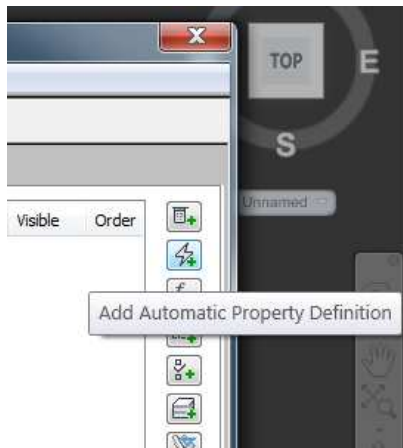 TOP
E
S
Unnamed
Visible Order
Add Automatic Property Definition